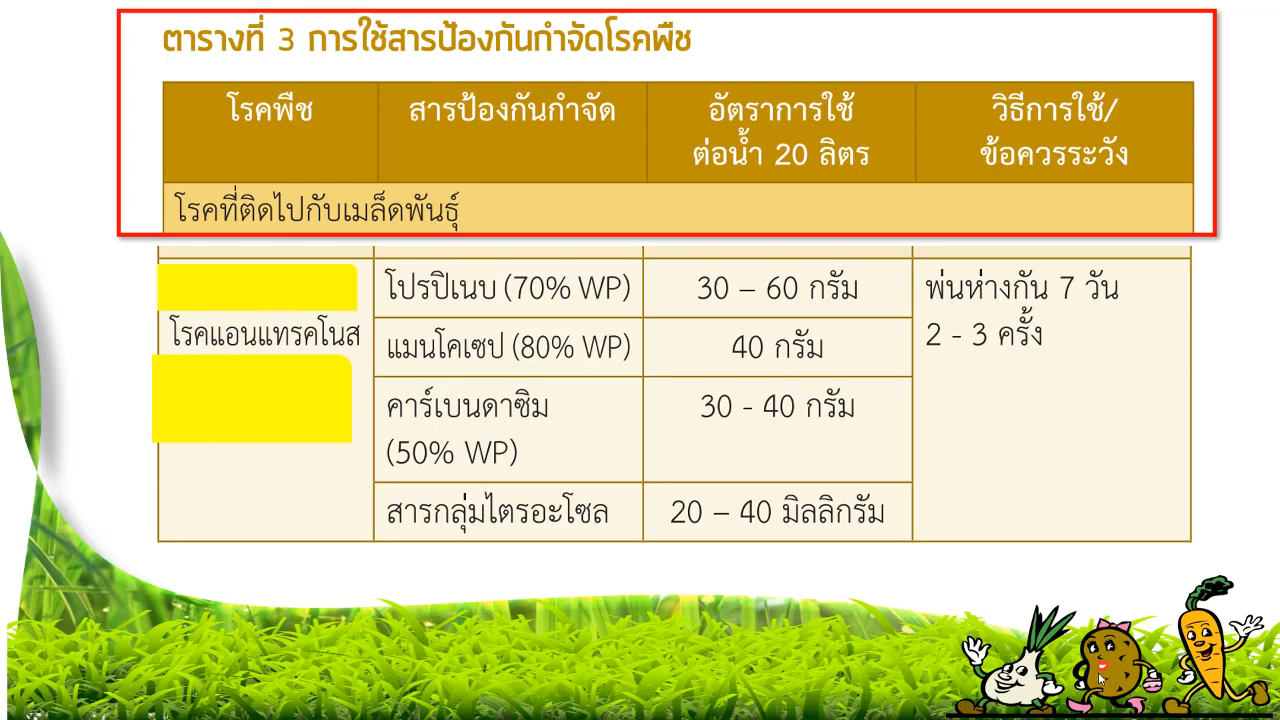 ตารางที่ 3 การใช้สารป้องกันกำจัดโรคพืช
โรคพืช สารป้องกันกำจัด อัตราการใช้ วิธีการใช้/
ต่อน้ำ 20 ลิตร ข้อควรระวัง
โรคที่ติดไปกับเมล็ดพันธุ์
โปรปิเนบ (70% WP) 30 – 60 กรัม พ่นห่างกัน 7 วัน
โรคแอนแทรคโนส 2 - 3 ครั้ง
แมนโคเซป (80% WP) 40 กรัม
คาร์เบนดาซิม 30 - 40 กรัม
(50% WP)
สารกลุ่มไตรอะโซล 20 – 40 มิลลิกรัม